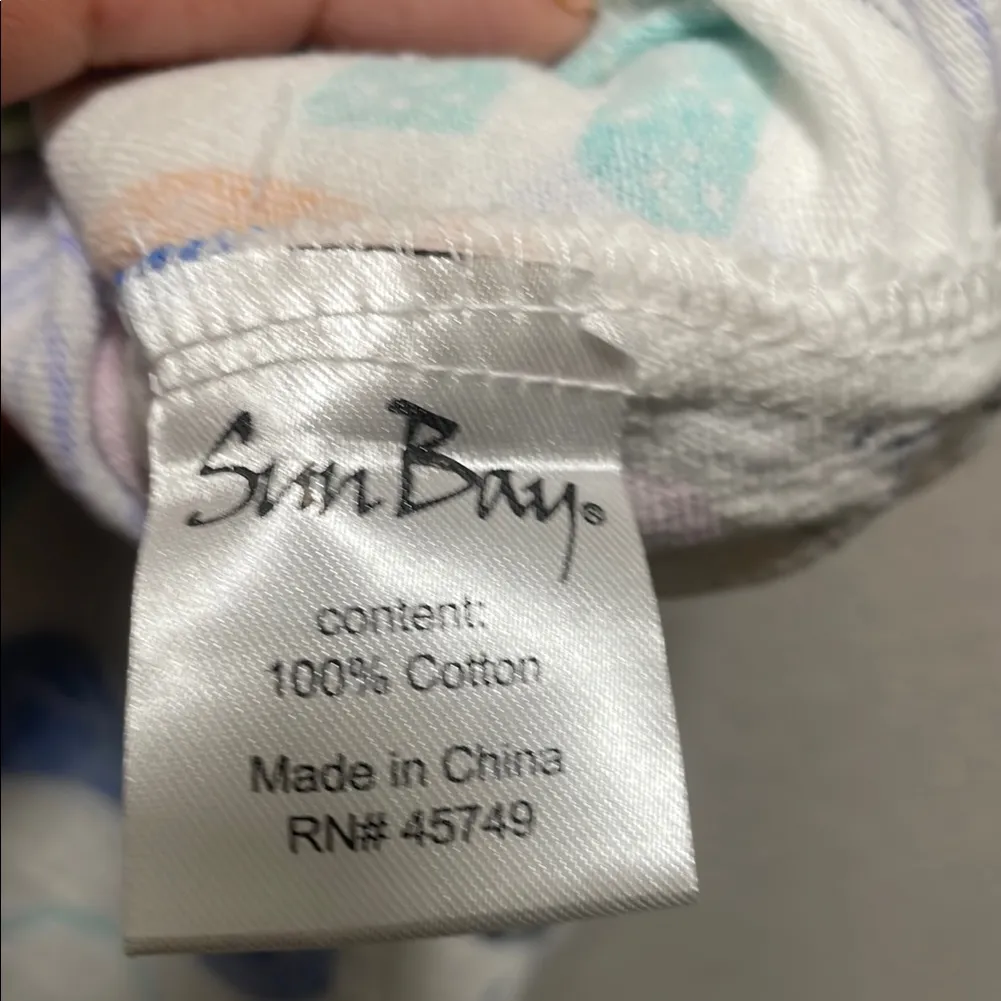 Sun Bay®
content:
100% Cotton
Made in China
RN# 45749